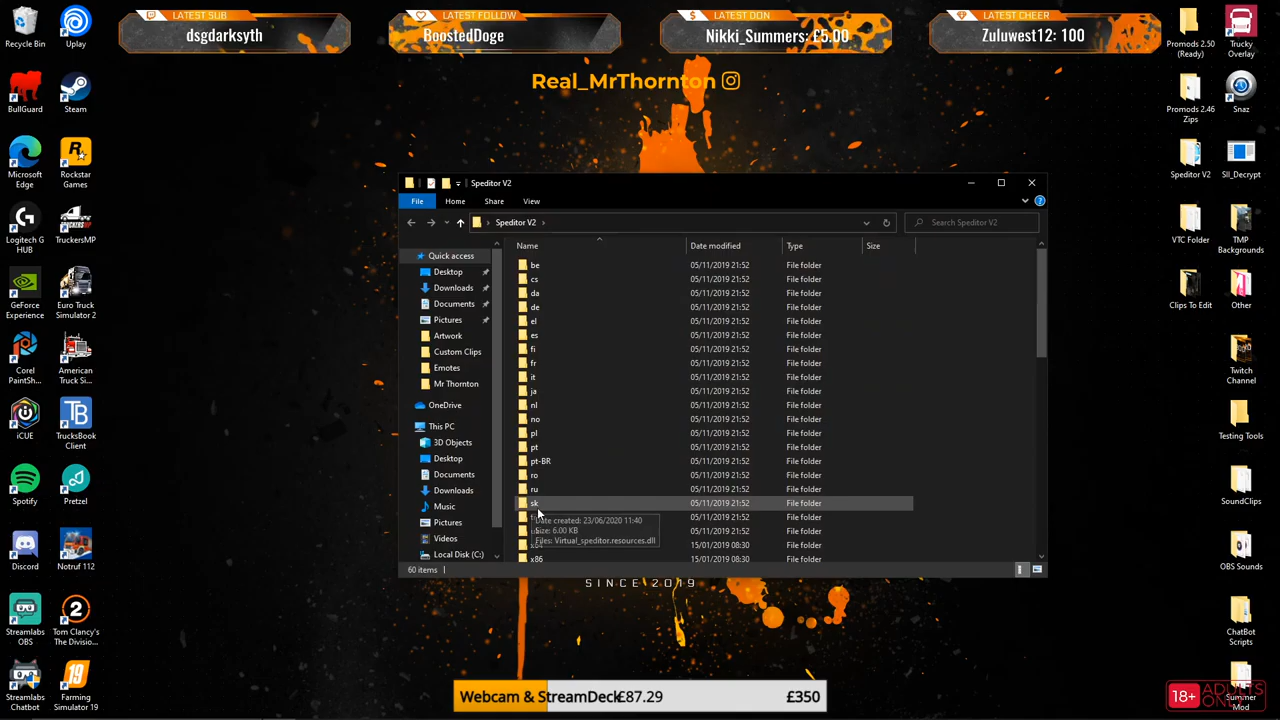 LATEST SUB
dsgdarksyth
LATEST FOLLOW
BoostedDoge
LATEST DON
Nikki_Summers: £5.00
LATEST CHEER
Zuluwest12: 100
Real_MrThornton
Recycle Bin
Uplay
BullGuard
Steam
Microsoft
Edge
Rockstar
Games
Logitech G
HUB
TruckersMP
GeForce
Experience
Euro Truck
Simulator 2
Corel
PaintSh...
American
Truck Si...
iCUE
TrucksBook
Client
Spotify
Pretzel
Discord
Notruf 112
Streamlabs
OBS
Tom Clancy's
The Divisio...
Streamlabs
Chatbot
Farming
Simulator 19
Speditor V2
File
Home
Share
View
Speditor V2
Search Speditor V2
Quick access
Desktop
Downloads
Documents
Pictures
Artwork
Custom Clips
Emotes
Mr Thornton
OneDrive
This PC
3D Objects
Desktop
Documents
Downloads
Music
Pictures
Videos
Local Disk (C:)
Name Date modified Type Size
be 05/11/2019 21:52 File folder
cs 05/11/2019 21:52 File folder
da 05/11/2019 21:52 File folder
de 05/11/2019 21:52 File folder
el 05/11/2019 21:52 File folder
es 05/11/2019 21:52 File folder
fi 05/11/2019 21:52 File folder
fr 05/11/2019 21:52 File folder
it 05/11/2019 21:52 File folder
ja 05/11/2019 21:52 File folder
nl 05/11/2019 21:52 File folder
no 05/11/2019 21:52 File folder
pl 05/11/2019 21:52 File folder
pt 05/11/2019 21:52 File folder
pt-BR 05/11/2019 21:52 File folder
ro 05/11/2019 21:52 File folder
ru 05/11/2019 21:52 File folder
sk 05/11/2019 21:52 File folder
05/11/2019 21:52 File folder
05/11/2019 21:52 File folder
x64 15/01/2019 08:30 File folder
x86 15/01/2019 08:30 File folder
Date created: 23/06/2020 11:40
Size: 6.00 KB
Files: Virtual_speditor.resources.dll
60 items
SINCE 2019
Webcam & StreamDeck £87.29 £350
Promods 2.50
(Ready)
Trucky
Overlay
Promods 2.46
Zips
Snaz
Speditor V2
SII_Decrypt
VTC Folder
TMP
Backgrounds
Clips To Edit
Other
Twitch
Channel
Testing Tools
SoundClips
OBS Sounds
ChatBot
Scripts
Summer
Mod
18+ ADULTS
ONLY